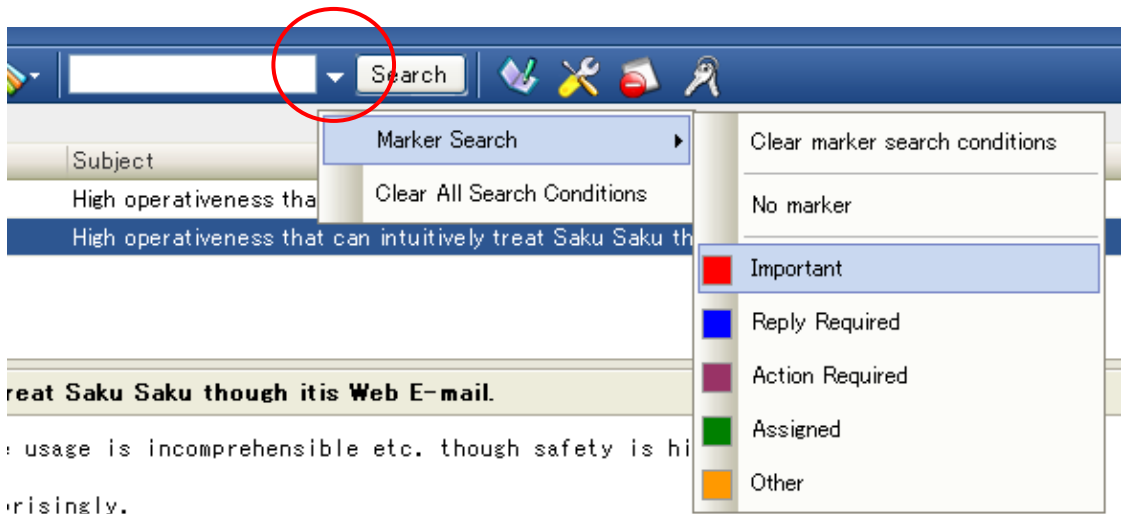 Search
Marker Search
Clear All Search Conditions
Clear marker search conditions
No marker
Important
Reply Required
Action Required
Assigned
Other
Subject
High operativeness tha
High operativeness that can intuitively treat Saku Saku th
reat Saku Saku though itis Web E-mail.
usage is incomprehensible etc. though safety is hi
risingly.